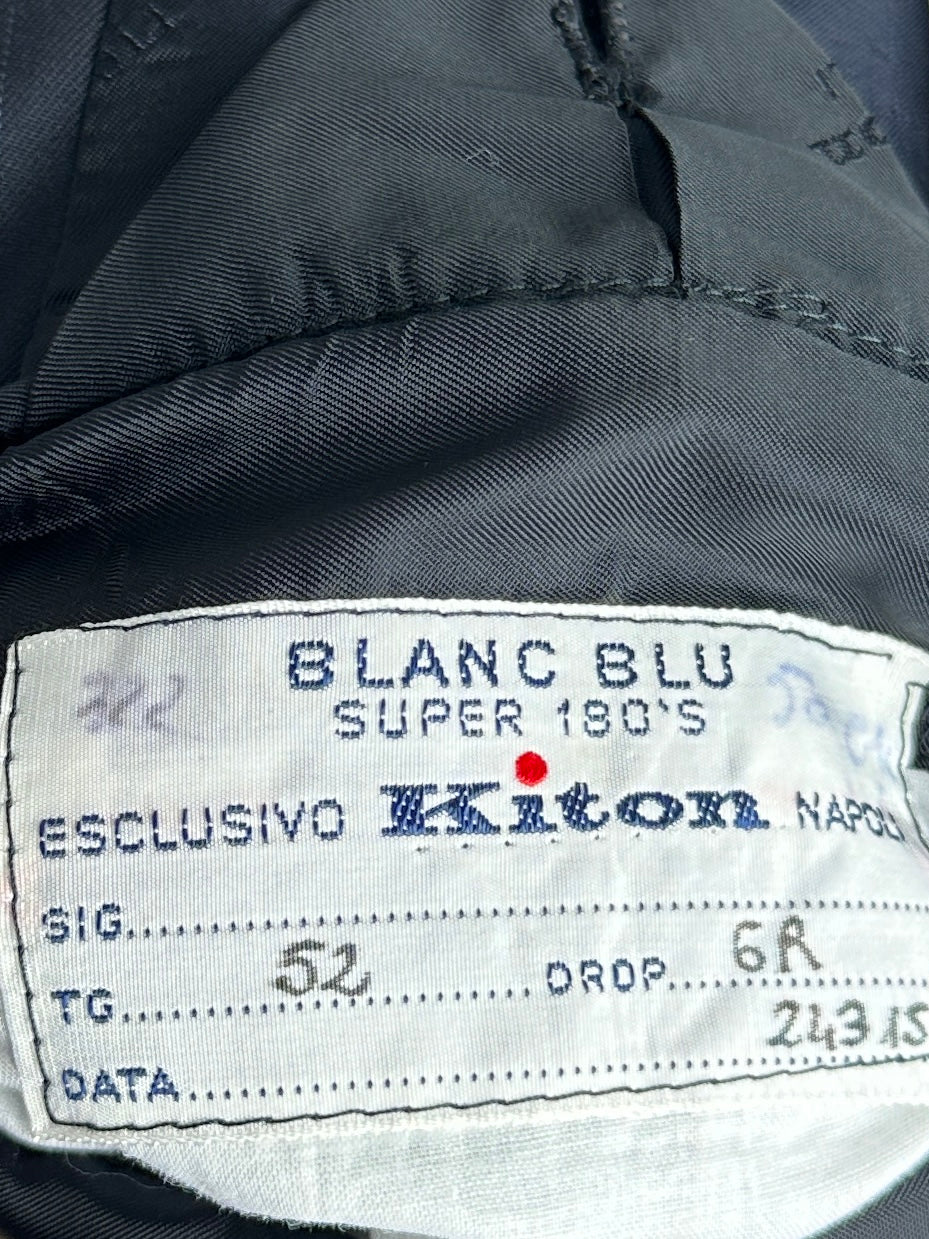 BLANC BLU
SUPER 180'S
ESCLUSIVO Kiton NAPOLI
SIG.
TG 52 DROP 6R
243.15
DATA